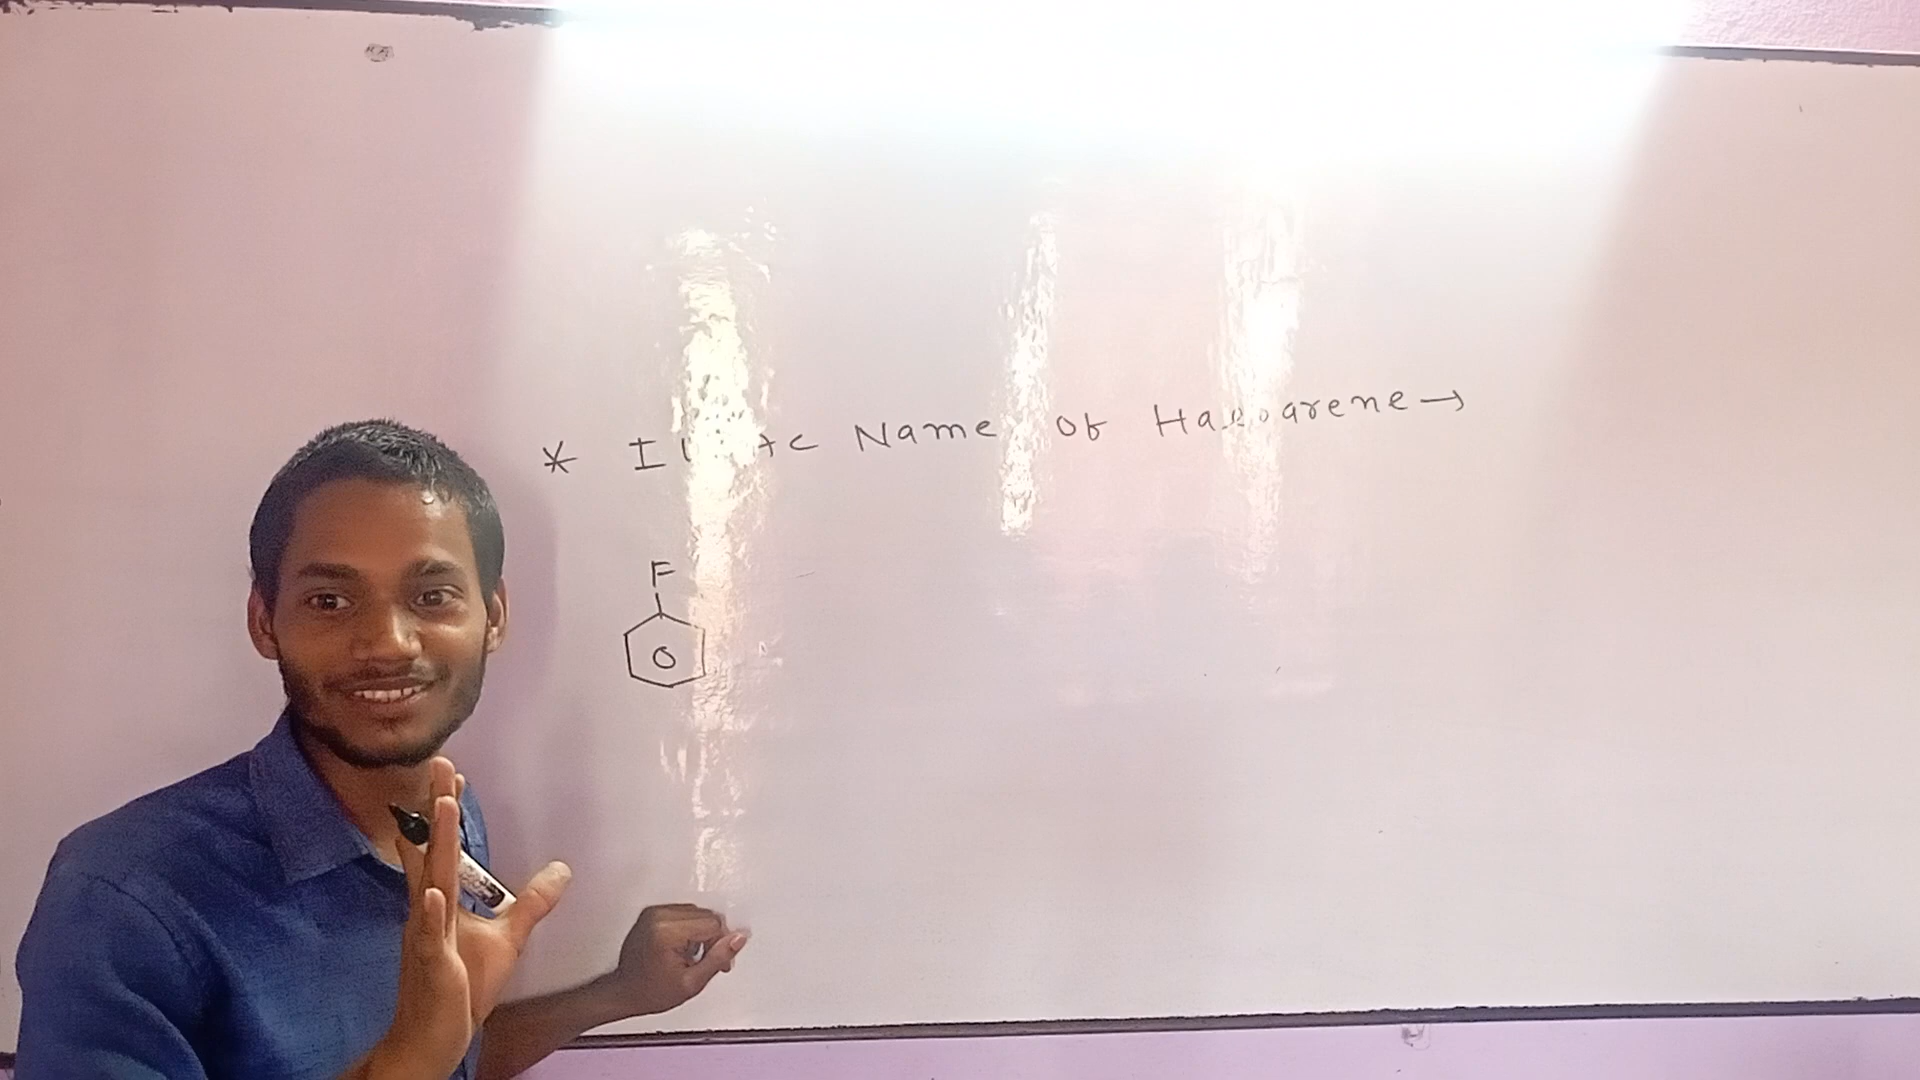 * Name of Haloarene →
F